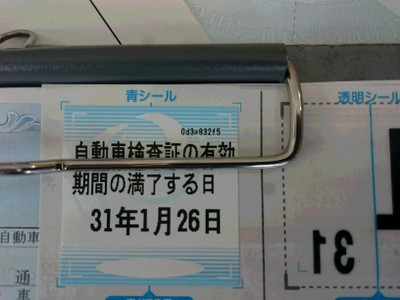 青シール
透明シール
0d3a832f5
自動車検査証の有効
期間の満了する日
31年1月26日
31
自動車
通
車